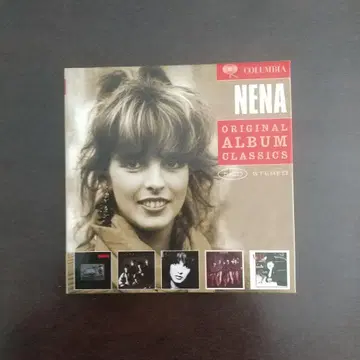 COLUMBIA
NENA
ORIGINAL
ALBUM
CLASSICS
STEREO